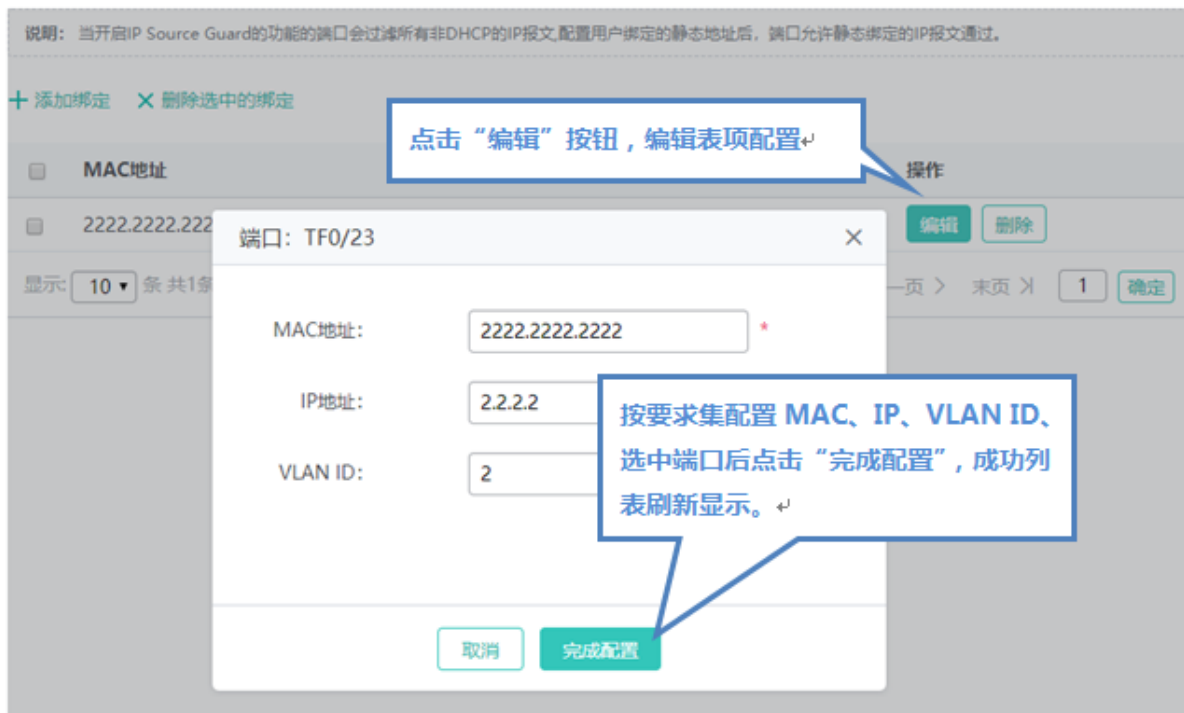 说明： 当开启IP Source Guard的功能的端口会过滤所有非DHCP的IP报文,配置用户绑定的静态地址后，端口允许静态绑定的IP报文通过。
+ 添加绑定 × 删除选中的绑定
点击“编辑”按钮，编辑表项配置↵
MAC地址 操作
2222.2222.222 编辑 删除
端口：TF0/23 ×
显示: 10 ▾ 条 共1条 一页 > 末页 >| 1 确定
MAC地址： 2222.2222.2222 *
IP地址： 2.2.2.2
VLAN ID： 2
按要求集配置 MAC、IP、VLAN ID、
选中端口后点击“完成配置”，成功列
表刷新显示。↵
取消 完成配置